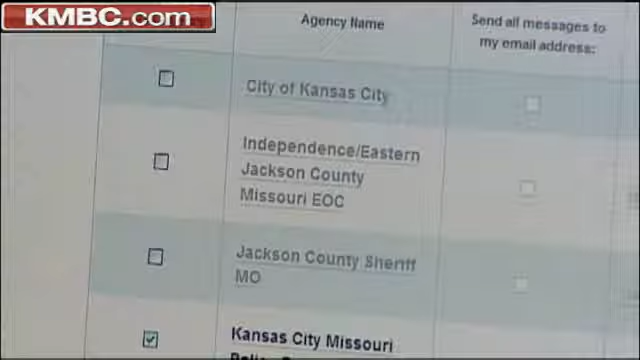 KMBC.com
Agency Name
Send all messages to
my email address:
City of Kansas City
Independence/Eastern
Jackson County
Missouri EOC
Jackson County Sheriff
MO
Kansas City Missouri